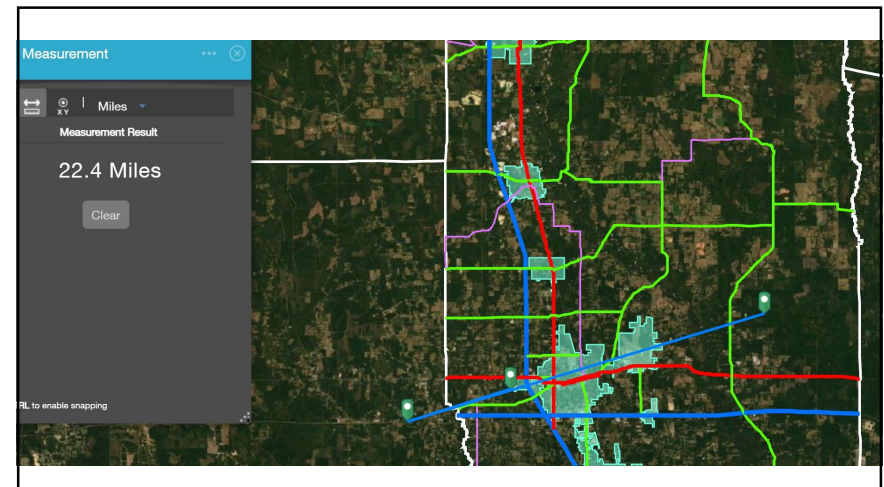 Measurement
X Y
Miles
Measurement Result
22.4 Miles
Clear
RL to enable snapping